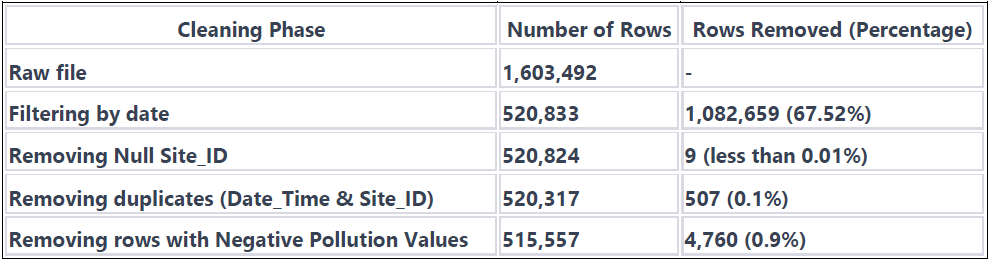 Cleaning Phase Number of Rows Rows Removed (Percentage)
Raw file 1,603,492 -
Filtering by date 520,833 1,082,659 (67.52%)
Removing Null Site_ID 520,824 9 (less than 0.01%)
Removing duplicates (Date_Time & Site_ID) 520,317 507 (0.1%)
Removing rows with Negative Pollution Values 515,557 4,760 (0.9%)